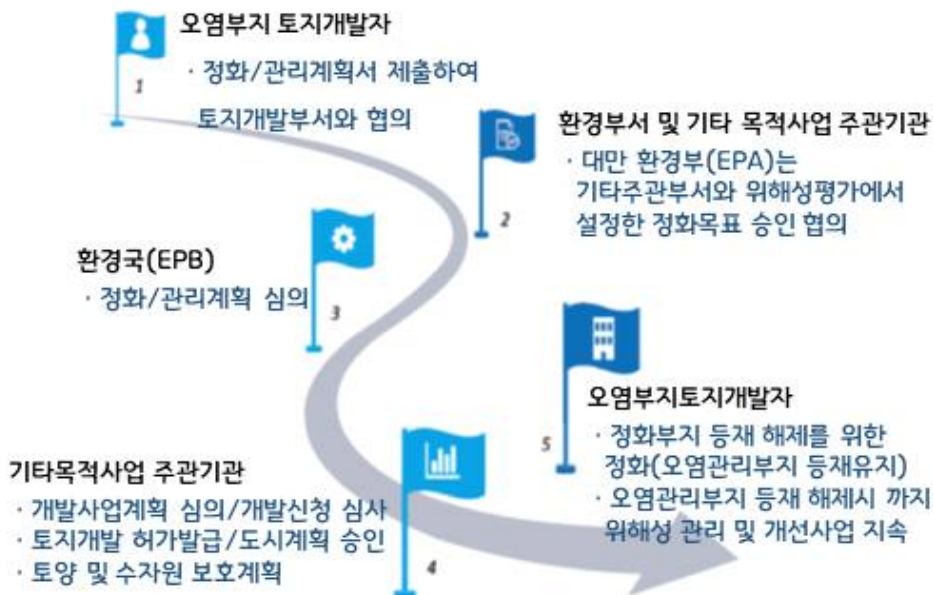 오염부지 토지개발자
· 정화/관리계획서 제출하여
토지개발부서와 협의
1
환경부서 및 기타 목적사업 주관기관
· 대만 환경부(EPA)는
기타주관부서와 위해성평가에서
설정한 정화목표 승인 협의
2
환경국(EPB)
· 정화/관리계획 심의
3
기타목적사업 주관기관
· 개발사업계획 심의/개발신청 심사
· 토지개발 허가발급/도시계획 승인
· 토양 및 수자원 보호계획
4
오염부지토지개발자
· 정화부지 등재 해제를 위한
정화(오염관리부지 등재유지)
· 오염관리부지 등재 해제시 까지
위해성 관리 및 개선사업 지속
5